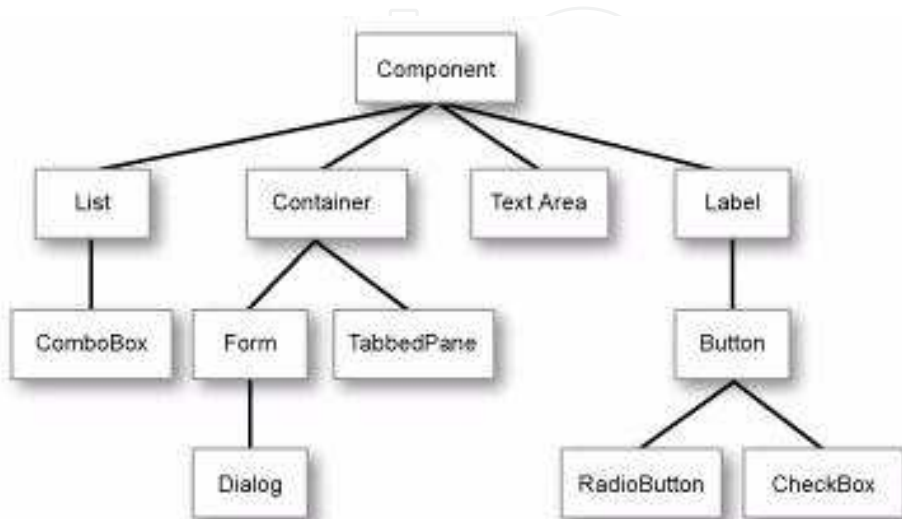 Component
List
Container
Text Area
Label
ComboBox
Form
TabbedPane
Button
Dialog
RadioButton
CheckBox